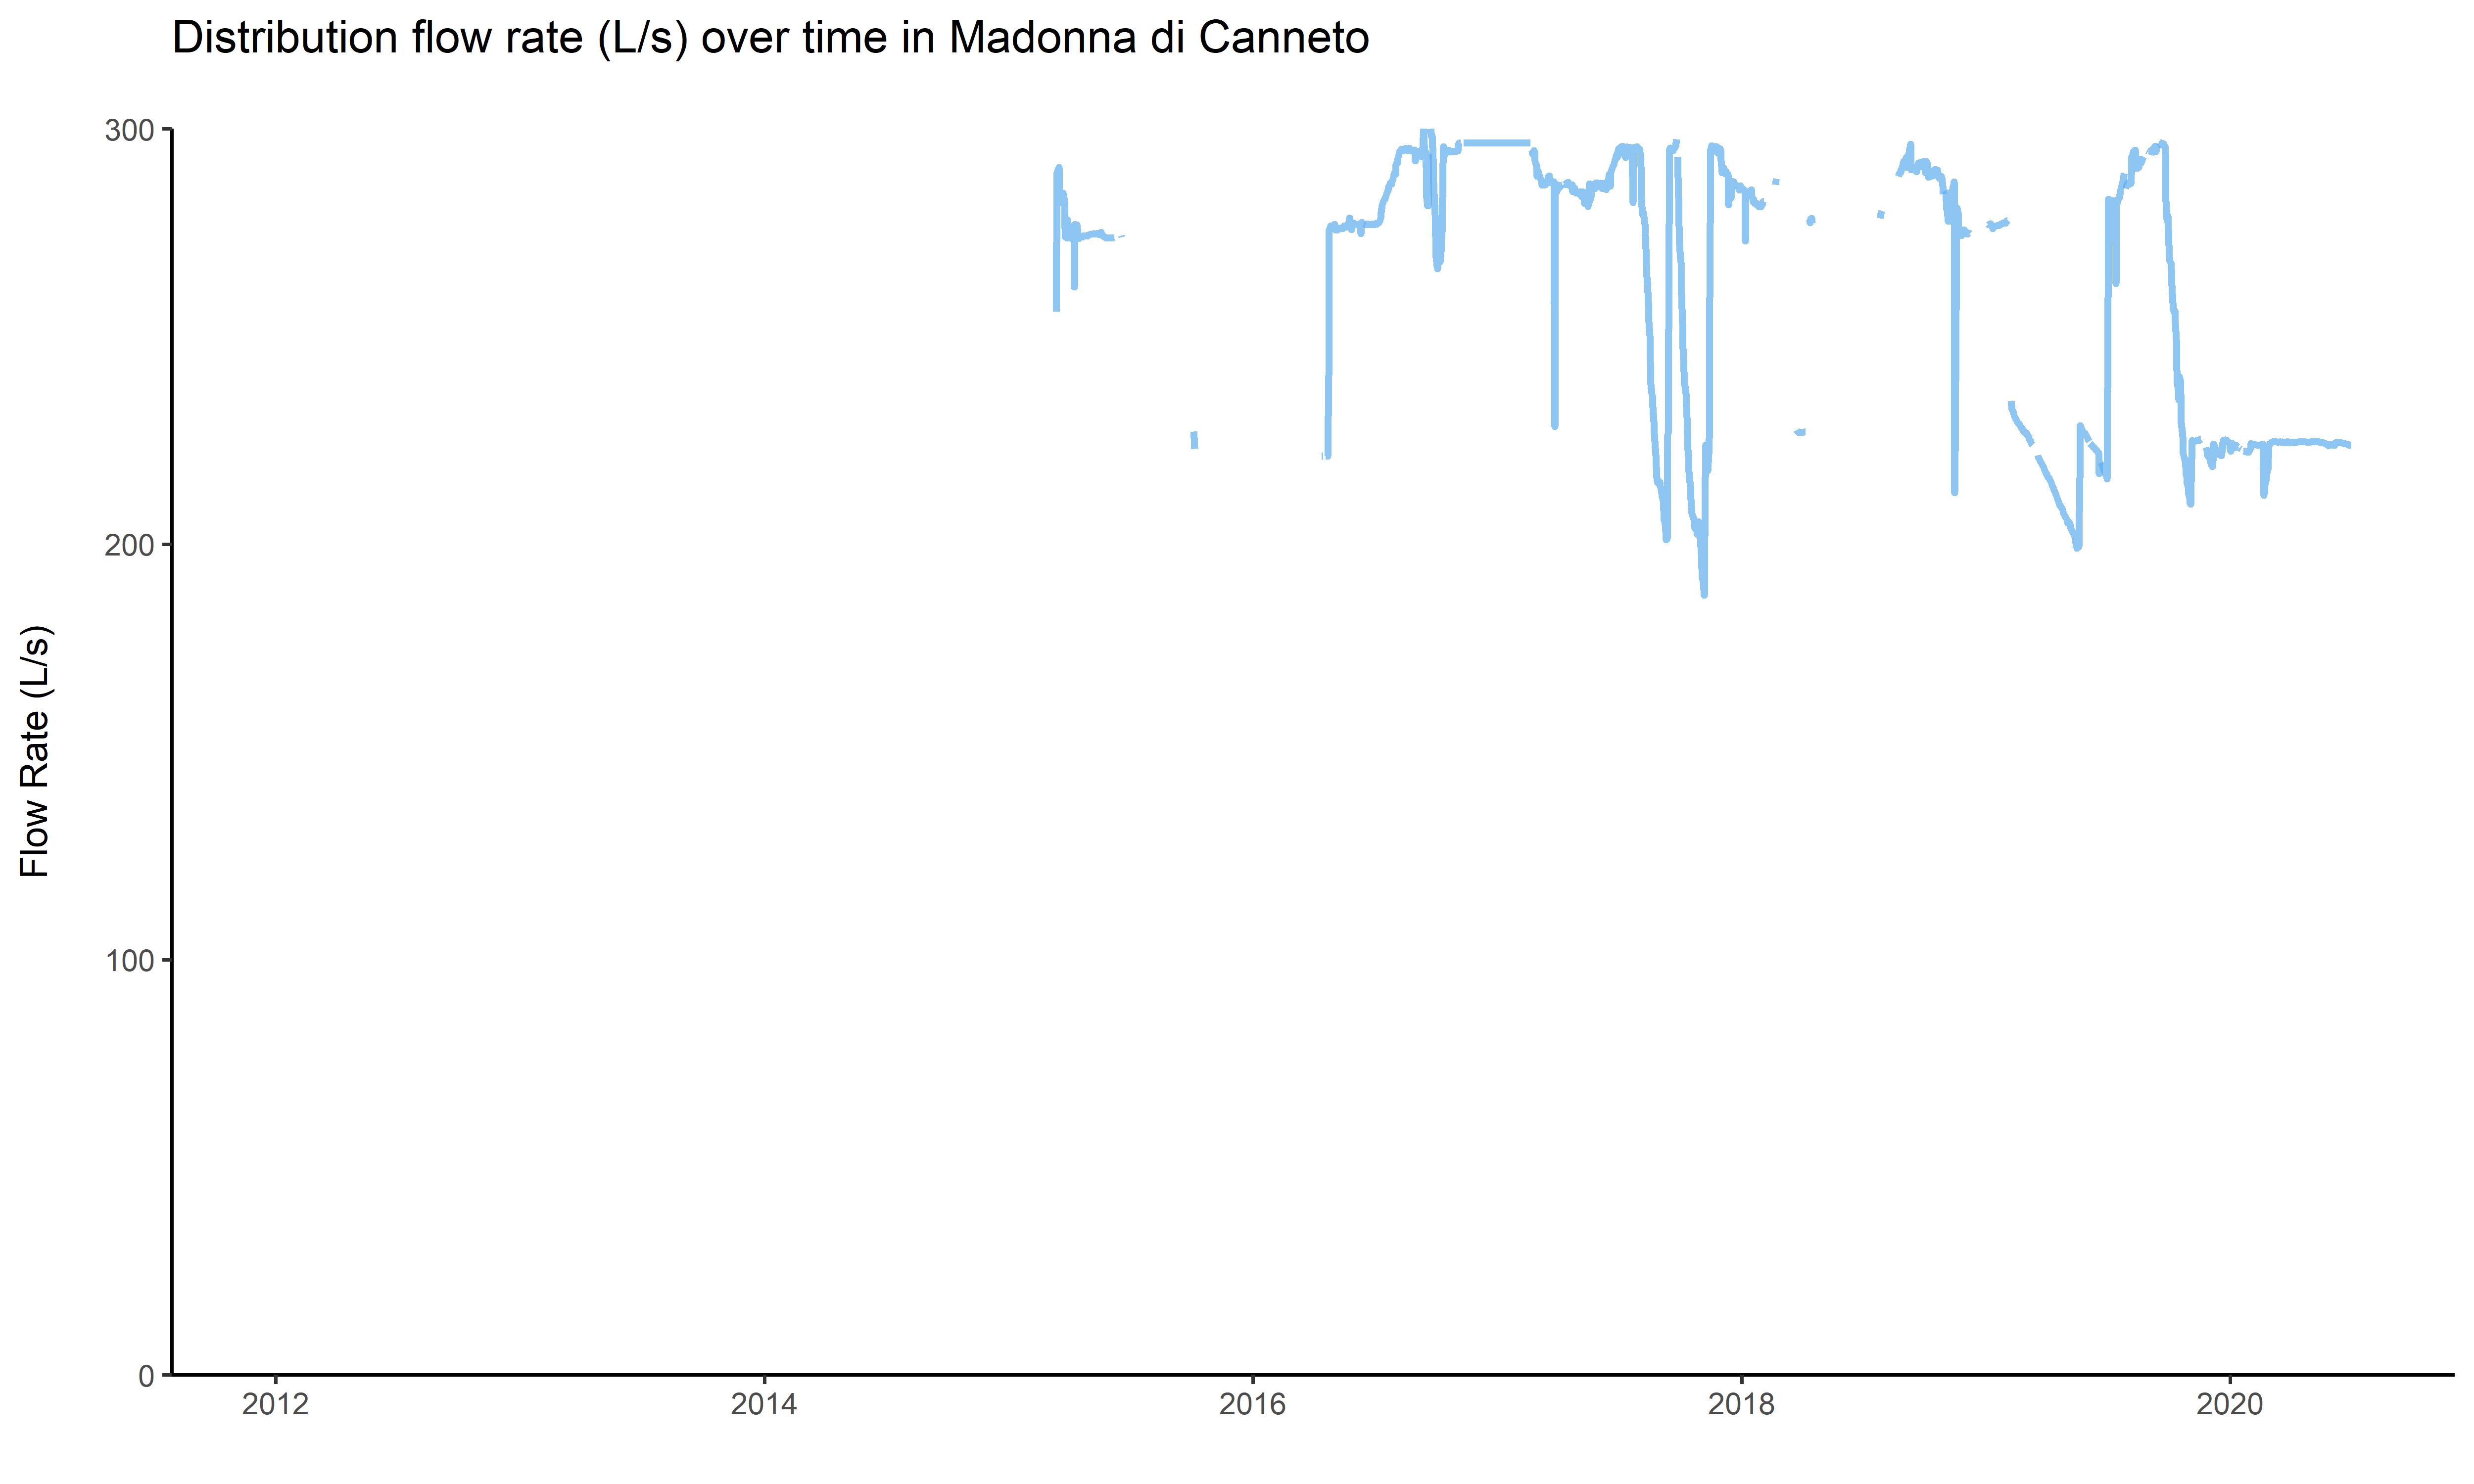 Distribution flow rate (L/s) over time in Madonna di Canneto
Flow Rate (L/s)
300
200
100
0
2012 2014 2016 2018 2020